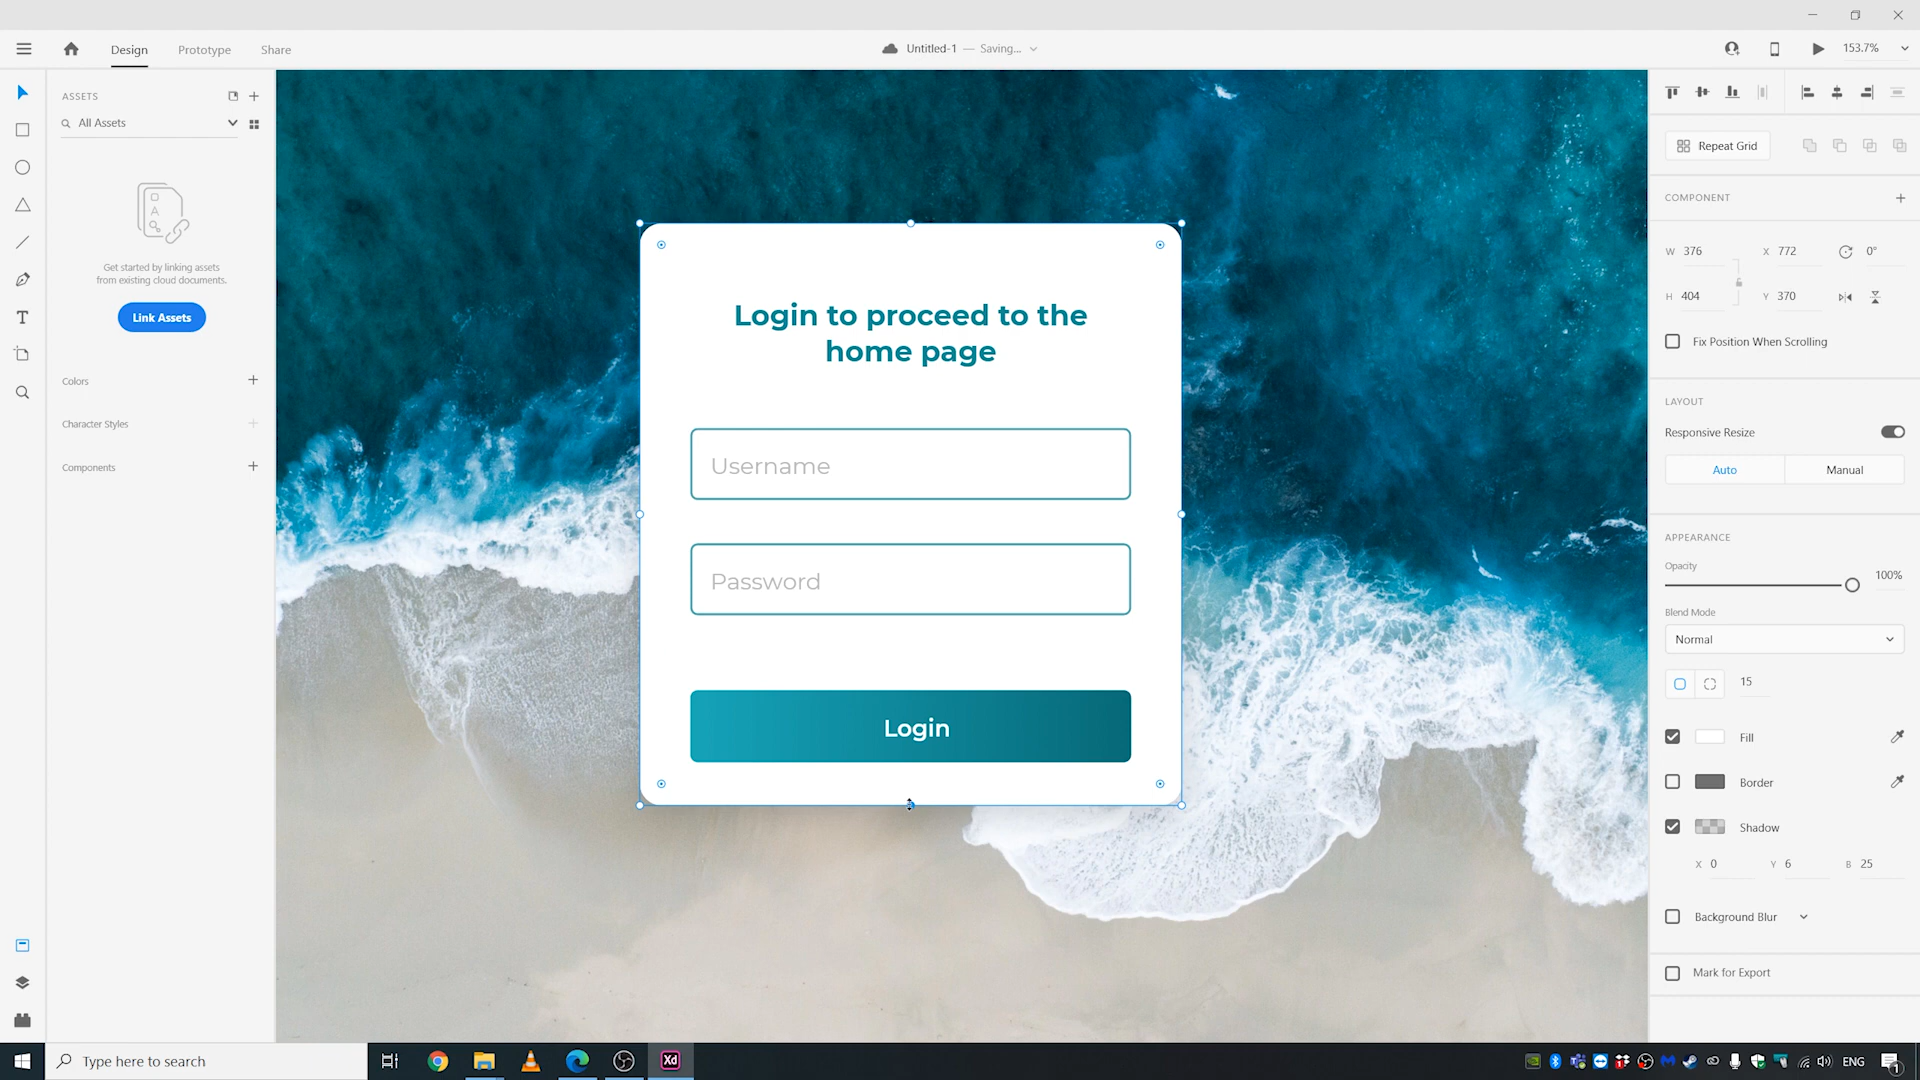 Design
Prototype
Share
Untitled-1 — Saving...
153.7%
ASSETS
All Assets
Get started by linking assets
from existing cloud documents.
Link Assets
Colors
Character Styles
Components
Login to proceed to the
home page
Username
Password
Login
Repeat Grid
COMPONENT
W 376
X 772
0°
H 404
Y 370
Fix Position When Scrolling
LAYOUT
Responsive Resize
Auto
Manual
APPEARANCE
Opacity
100%
Blend Mode
Normal
15
Fill
Border
Shadow
X 0
Y 6
B 25
Background Blur
Mark for Export
Type here to search
Xd
ENG
1